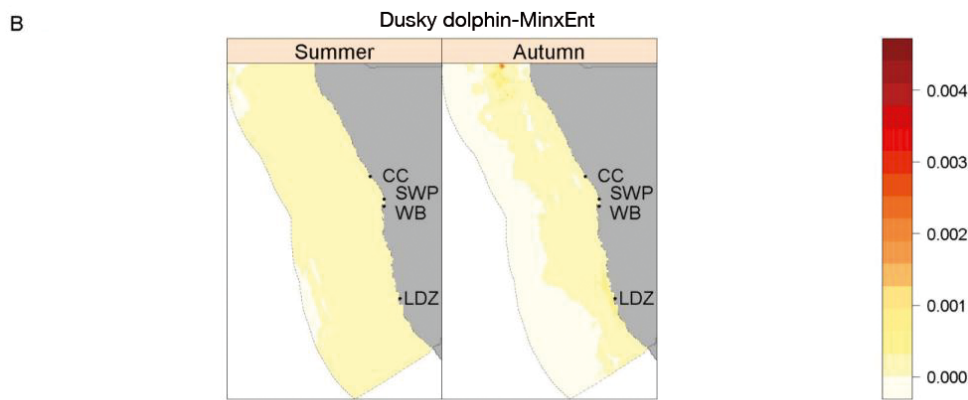 B
Dusky dolphin-MinxEnt
Summer
Autumn
CC
SWP
WB
LDZ
CC
SWP
WB
LDZ
0.004
0.003
0.002
0.001
0.000